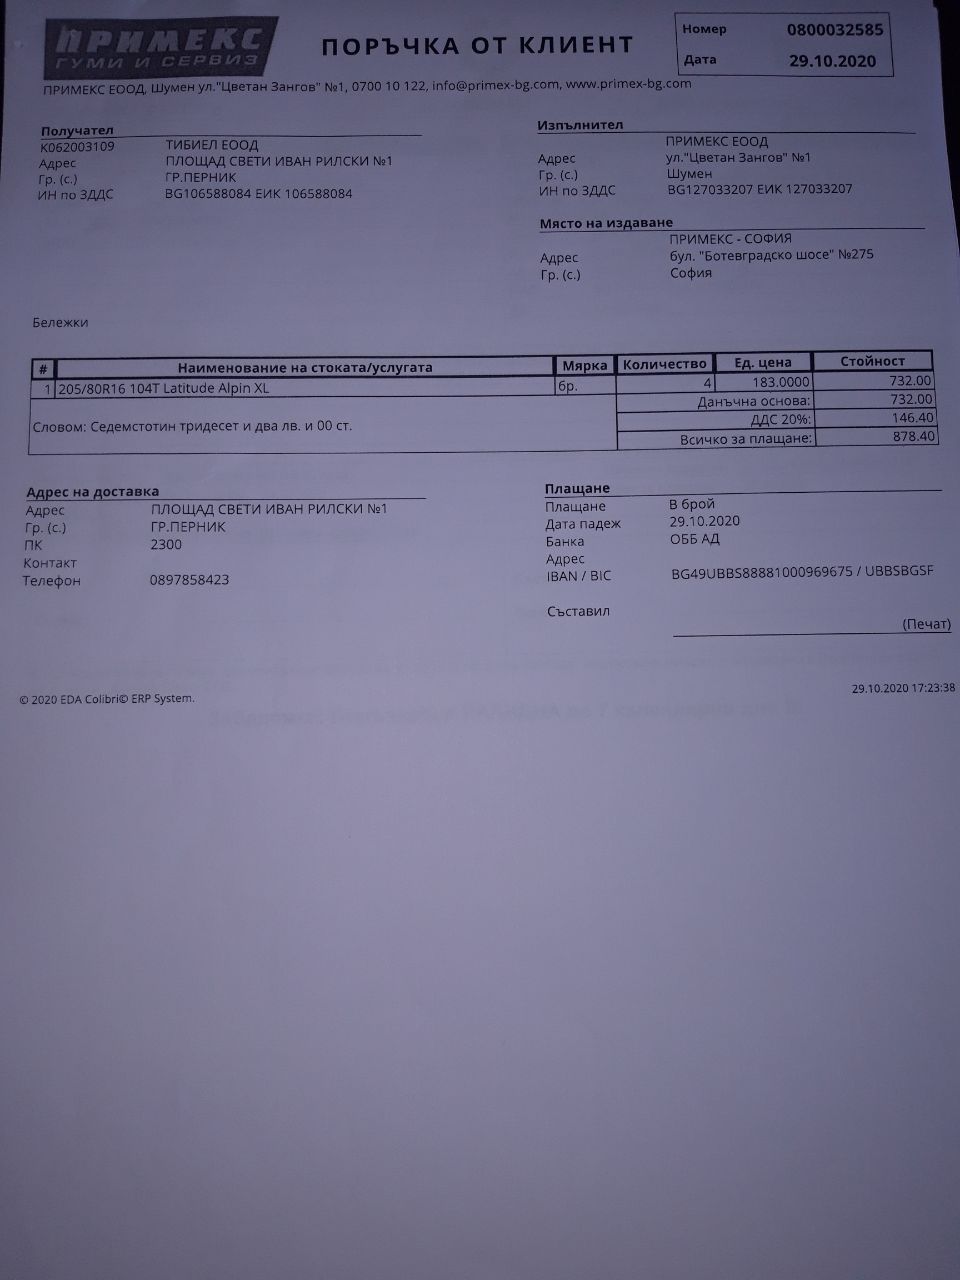 ПРИМЕКС
ГУМИ И СЕРВИЗ
ПОРЪЧКА ОТ КЛИЕНТ
Номер 0800032585
Дата 29.10.2020
ПРИМЕКС ЕООД, Шумен ул."Цветан Зангов" №1, 0700 10 122, info@primex-bg.com, www.primex-bg.com
Получател
К062003109 ТИБИЕЛ ЕООД
Адрес ПЛОЩАД СВЕТИ ИВАН РИЛСКИ №1
Гр. (с.) ГР.ПЕРНИК
ИН по ЗДДС BG106588084 ЕИК 106588084
Изпълнител
ПРИМЕКС ЕООД
Адрес ул."Цветан Зангов" №1
Гр. (с.) Шумен
ИН по ЗДДС BG127033207 ЕИК 127033207
Място на издаване
ПРИМЕКС - СОФИЯ
Адрес бул. "Ботевградско шосе" №275
Гр. (с.) София
Бележки
# Наименование на стоката/услугата Мярка Количество Ед. цена Стойност
1 205/80R16 104T Latitude Alpin XL бр. 4 183.0000 732.00
Данъчна основа: 732.00
Словом: Седемстотин тридесет и два лв. и 00 ст.
ДДС 20%: 146.40
Всичко за плащане: 878.40
Адрес на доставка
Адрес ПЛОЩАД СВЕТИ ИВАН РИЛСКИ №1
Гр. (с.) ГР.ПЕРНИК
ПК 2300
Контакт
Телефон 0897858423
Плащане
Плащане В брой
Дата падеж 29.10.2020
Банка ОББ АД
Адрес
IBAN / BIC BG49UBBS88881000969675 / UBBSBGSF
Съставил
(Печат)
© 2020 EDA Colibri© ERP System.
29.10.2020 17:23:38